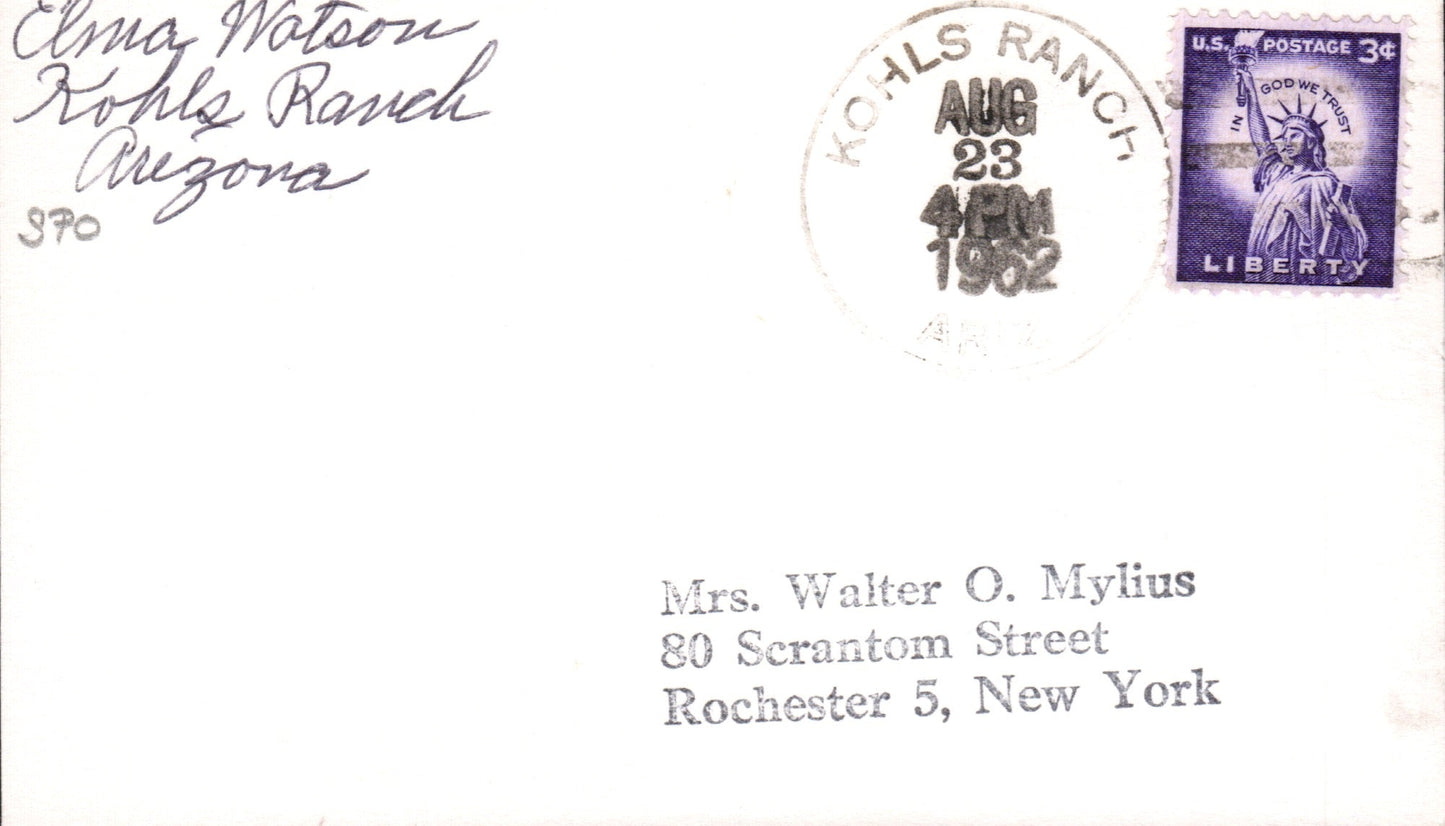 Elma Watson
Kohls Ranch
Arizona
SPO
KOHLS RANCH
AUG
23
4 PM
1962
ARIZ
U.S. POSTAGE 3¢
IN GOD WE TRUST
LIBERTY
Mrs. Walter O. Mylius
80 Scrantom Street
Rochester 5, New York